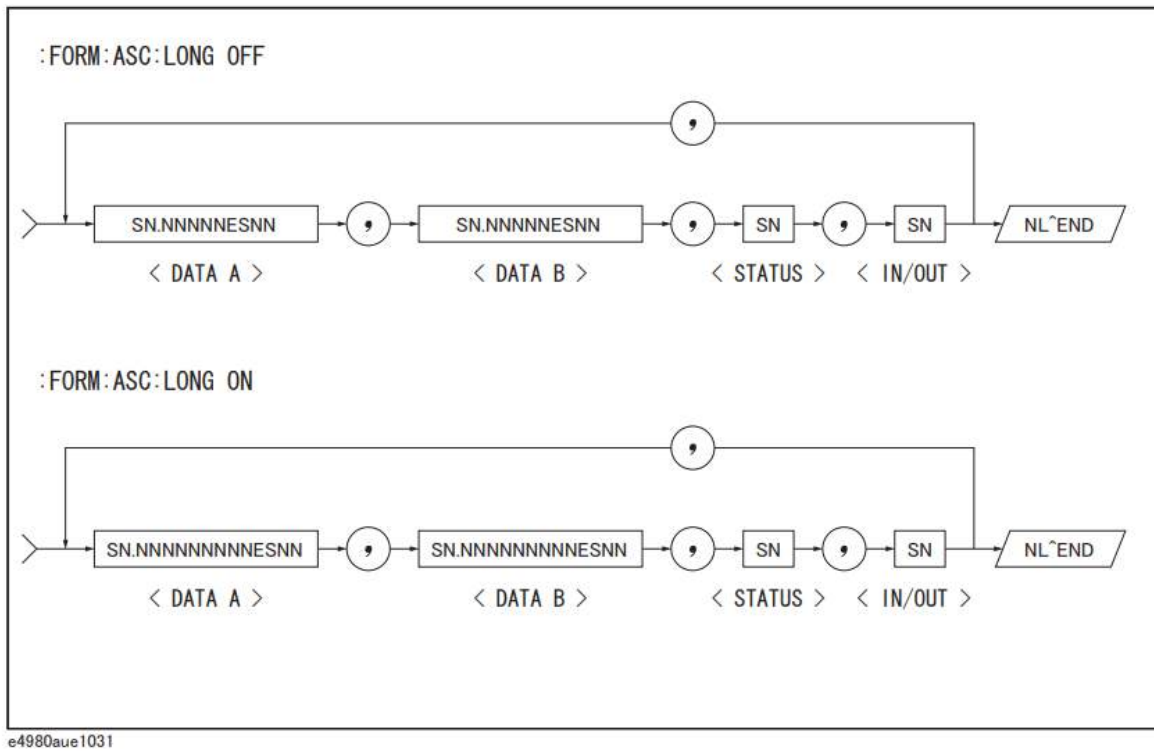 :FORM:ASC:LONG OFF
,
SN.NNNNNESNN , SN.NNNNNESNN , SN , SN NL^END
< DATA A > < DATA B > < STATUS > < IN/OUT >
:FORM:ASC:LONG ON
,
SN.NNNNNNNNNESNN , SN.NNNNNNNNNESNN , SN , SN NL^END
< DATA A > < DATA B > < STATUS > < IN/OUT >
e4980aue1031